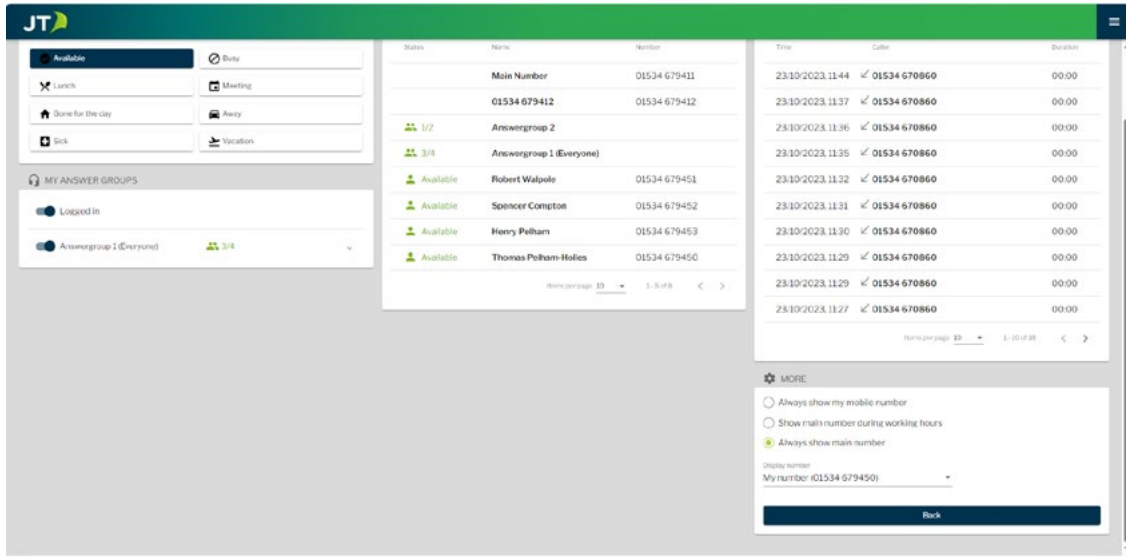 JT
Available
Busy
Lunch
Meeting
Gone for the day
Away
Sick
Vacation
MY ANSWER GROUPS
Logged in
Answergroup 1 (Everyone) 3/4
Status Name Number
Main Number 01534 679411
01534 679412 01534 679412
1/2 Answergroup 2
3/4 Answergroup 1 (Everyone)
Available Robert Walpole 01534 679451
Available Spencer Compton 01534 679452
Available Henry Pelham 01534 679453
Available Thomas Pelham-Holles 01534 679450
Items per page 10 1-8 of 8
Time Caller Duration
23/10/2023, 11:44 01534 670860 00:00
23/10/2023, 11:37 01534 670860 00:00
23/10/2023, 11:36 01534 670860 00:00
23/10/2023, 11:35 01534 670860 00:00
23/10/2023, 11:32 01534 670860 00:00
23/10/2023, 11:31 01534 670860 00:00
23/10/2023, 11:30 01534 670860 00:00
23/10/2023, 11:29 01534 670860 00:00
23/10/2023, 11:29 01534 670860 00:00
23/10/2023, 11:27 01534 670860 00:00
Items per page 10 1-10 of 18
MORE
Always show my mobile number
Show main number during working hours
Always show main number
Display number
My number (01534 679450)
Back